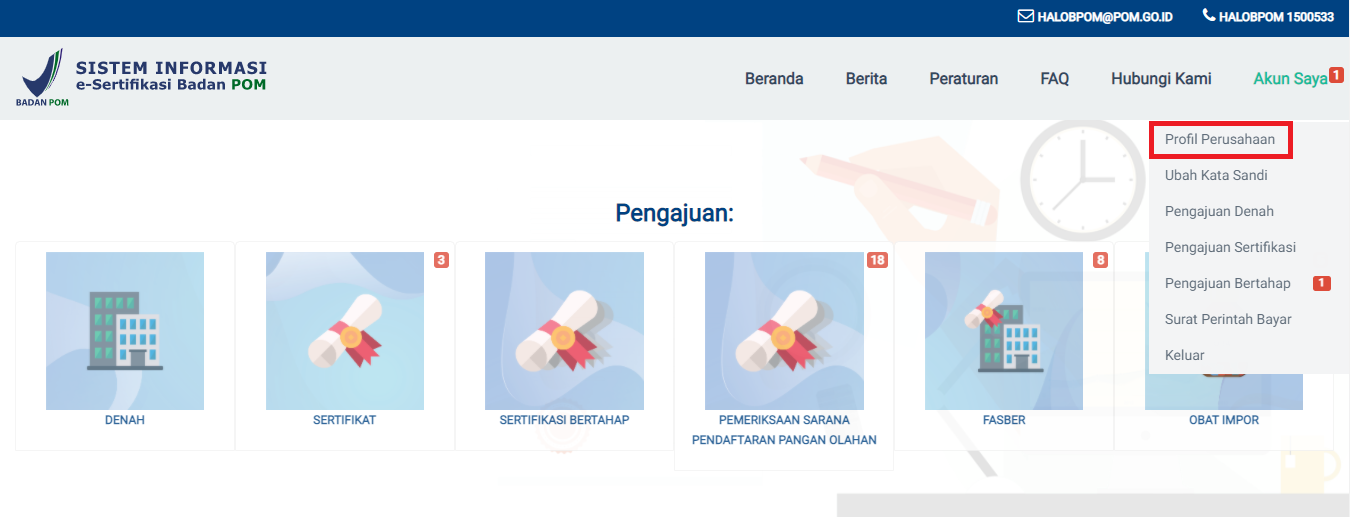 HALOBPOM@POM.GO.ID HALOBPOM 1500533
SISTEM INFORMASI
e-Sertifikasi Badan POM
BADAN POM
Beranda Berita Peraturan FAQ Hubungi Kami Akun Saya 1
Profil Perusahaan
Ubah Kata Sandi
Pengajuan Denah
Pengajuan Sertifikasi
Pengajuan Bertahap 1
Surat Perintah Bayar
Keluar
Pengajuan:
3 18 8
DENAH SERTIFIKAT SERTIFIKASI BERTAHAP PEMERIKSAAN SARANA FASBER OBAT IMPOR
PENDAFTARAN PANGAN OLAHAN